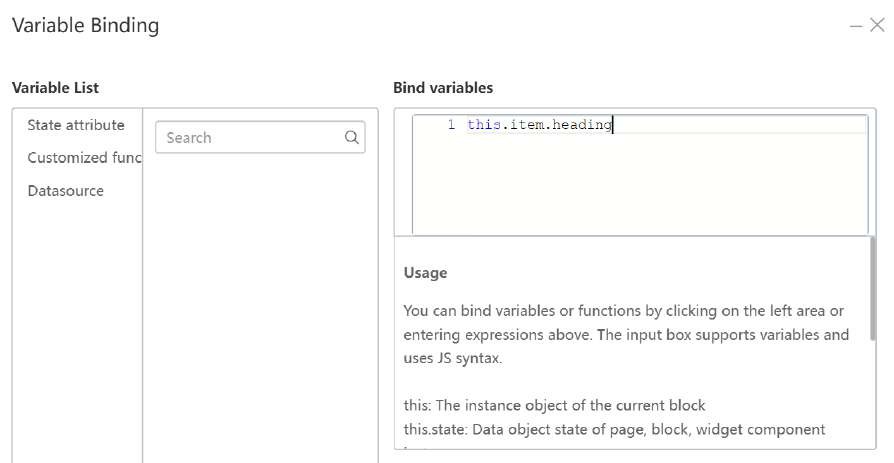 Variable Binding
Variable List
State attribute
Customized func
Datasource
Search
Bind variables
1 this.item.heading
Usage
You can bind variables or functions by clicking on the left area or
entering expressions above. The input box supports variables and
uses JS syntax.
this: The instance object of the current block
this.state: Data object state of page, block, widget component